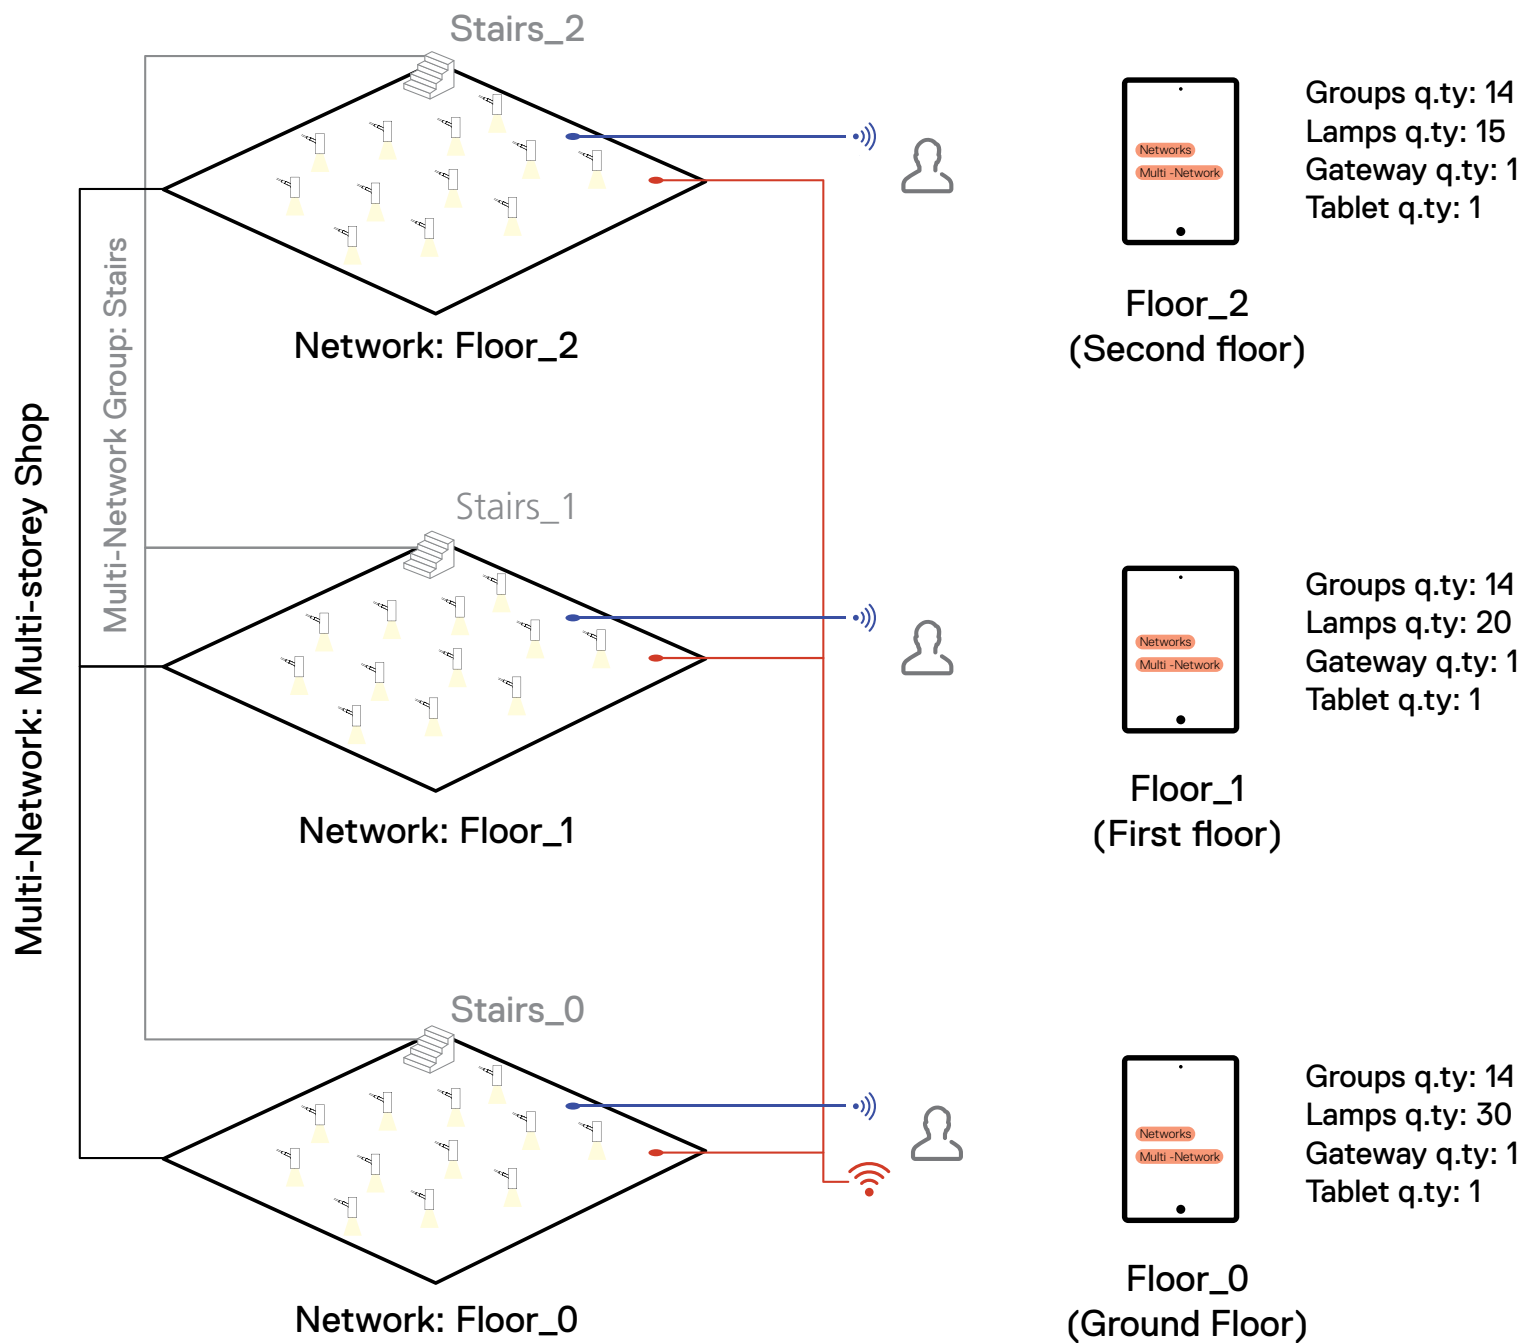 Stairs_2
Groups q.ty: 14
Lamps q.ty: 15
Gateway q.ty: 1
Tablet q.ty: 1
Networks
Multi -Network
Floor_2
(Second floor)
Network: Floor_2
Multi-Network Group: Stairs
Multi-Network: Multi-storey Shop
Stairs_1
Groups q.ty: 14
Lamps q.ty: 20
Gateway q.ty: 1
Tablet q.ty: 1
Networks
Multi -Network
Floor_1
(First floor)
Network: Floor_1
Stairs_0
Groups q.ty: 14
Lamps q.ty: 30
Gateway q.ty: 1
Tablet q.ty: 1
Networks
Multi -Network
Floor_0
(Ground Floor)
Network: Floor_0